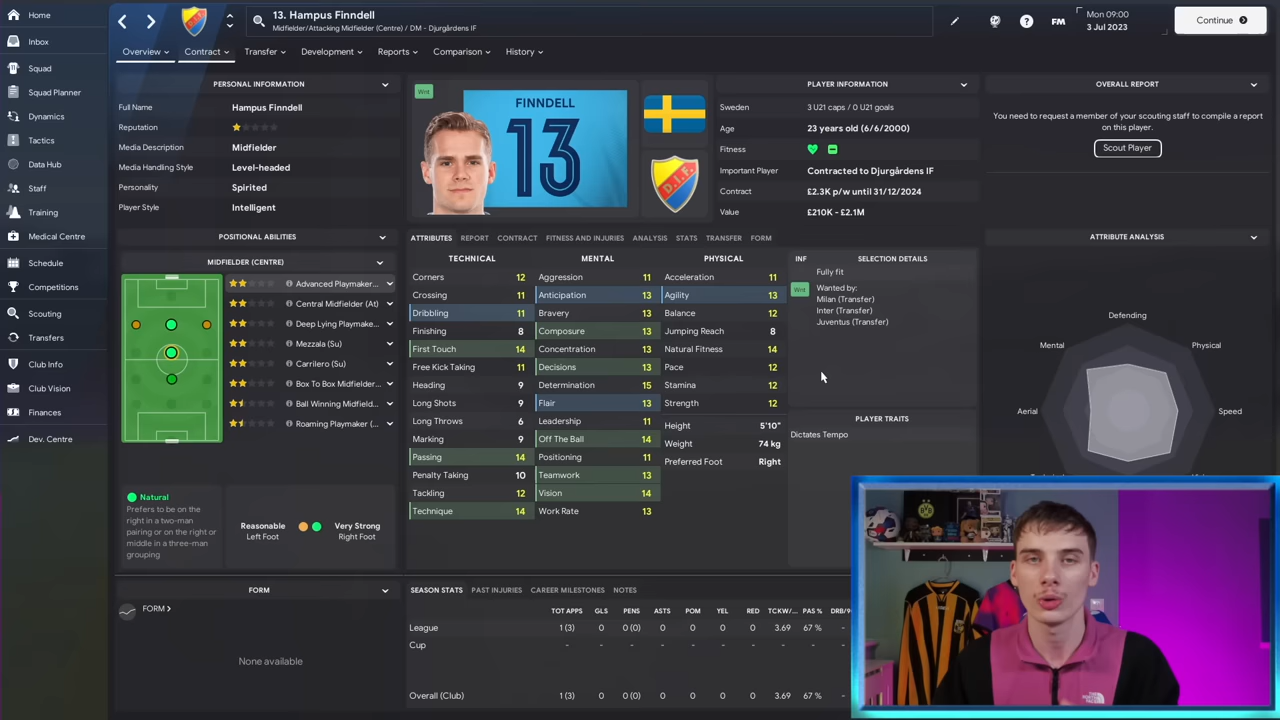 Home
Inbox
Squad
Squad Planner
Dynamics
Tactics
Data Hub
Staff
Training
Medical Centre
Schedule
Competitions
Scouting
Transfers
Club Info
Club Vision
Finances
Dev. Centre
13. Hampus Finndell
Midfielder/Attacking Midfielder (Centre) / DM - Djurgårdens IF
FM
Mon 09:00
3 Jul 2023
Continue
Overview
Contract
Transfer
Development
Reports
Comparison
History
PERSONAL INFORMATION
Full Name Hampus Finndell
Reputation
Media Description Midfielder
Media Handling Style Level-headed
Personality Spirited
Player Style Intelligent
Wnt
FINNDELL
13
D.I.F
PLAYER INFORMATION
Sweden 3 U21 caps / 0 U21 goals
Age 23 years old (6/6/2000)
Fitness
Important Player Contracted to Djurgårdens IF
Contract £2.3K p/w until 31/12/2024
Value £210K - £2.1M
OVERALL REPORT
You need to request a member of your scouting staff to compile a report
on this player.
Scout Player
POSITIONAL ABILITIES
MIDFIELDER (CENTRE)
Advanced Playmaker...
Central Midfielder (At)
Deep Lying Playmake...
Mezzala (Su)
Carrilero (Su)
Box To Box Midfielder...
Ball Winning Midfield...
Roaming Playmaker (...
Natural
Prefers to be on the
right in a two-man
pairing or on the right or
middle in a three-man
grouping
Reasonable
Left Foot
Very Strong
Right Foot
ATTRIBUTES REPORT CONTRACT FITNESS AND INJURIES ANALYSIS STATS TRANSFER FORM
TECHNICAL
Corners 12
Crossing 11
Dribbling 11
Finishing 8
First Touch 14
Free Kick Taking 11
Heading 9
Long Shots 9
Long Throws 6
Marking 9
Passing 14
Penalty Taking 10
Tackling 12
Technique 14
MENTAL
Aggression 11
Anticipation 13
Bravery 13
Composure 13
Concentration 13
Decisions 13
Determination 15
Flair 13
Leadership 11
Off The Ball 14
Positioning 11
Teamwork 13
Vision 14
Work Rate 13
PHYSICAL
Acceleration 11
Agility 13
Balance 12
Jumping Reach 8
Natural Fitness 14
Pace 12
Stamina 12
Strength 12
Height 5'10"
Weight 74 kg
Preferred Foot Right
INF SELECTION DETAILS
Fully fit
Wnt Wanted by:
Milan (Transfer)
Inter (Transfer)
Juventus (Transfer)
PLAYER TRAITS
Dictates Tempo
ATTRIBUTE ANALYSIS
Defending
Mental
Physical
Aerial
Speed
FORM
FORM
None available
SEASON STATS PAST INJURIES CAREER MILESTONES NOTES
TOT APPS GLS PENS ASTS POM YEL RED TCKW/... PAS % DRB/9
League 1 (3) 0 0 (0) 0 0 0 0 3.69 67 % -
Cup - - - - - - - - - -
Overall (Club) 1 (3) 0 0 (0) 0 0 0 0 3.69 67 % -